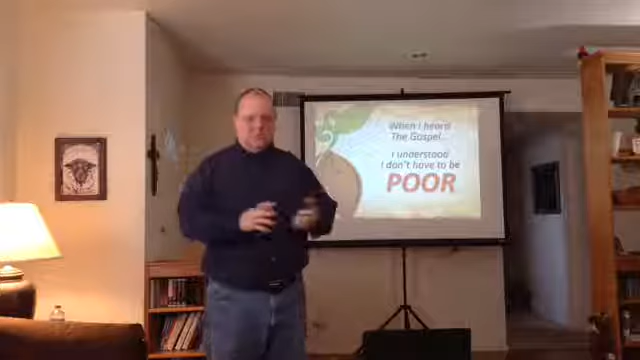 When I heard
The Gospel...
I understood
I don't have to be
POOR